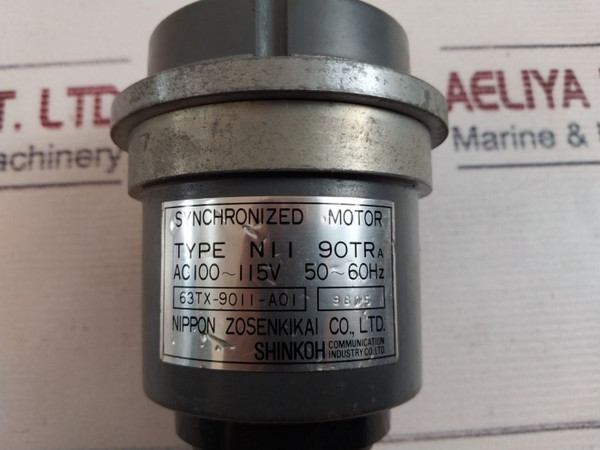 T. LTD
AELIYA
achinery
Marine &
SYNCHRONIZED MOTOR
TYPE N11 90TRA
AC100~115V 50~60Hz
63TX-9011-A01
NIPPON ZOSENKIKAI CO., LTD.
SHINKOH COMMUNICATION
INDUSTRY CO. LTD.